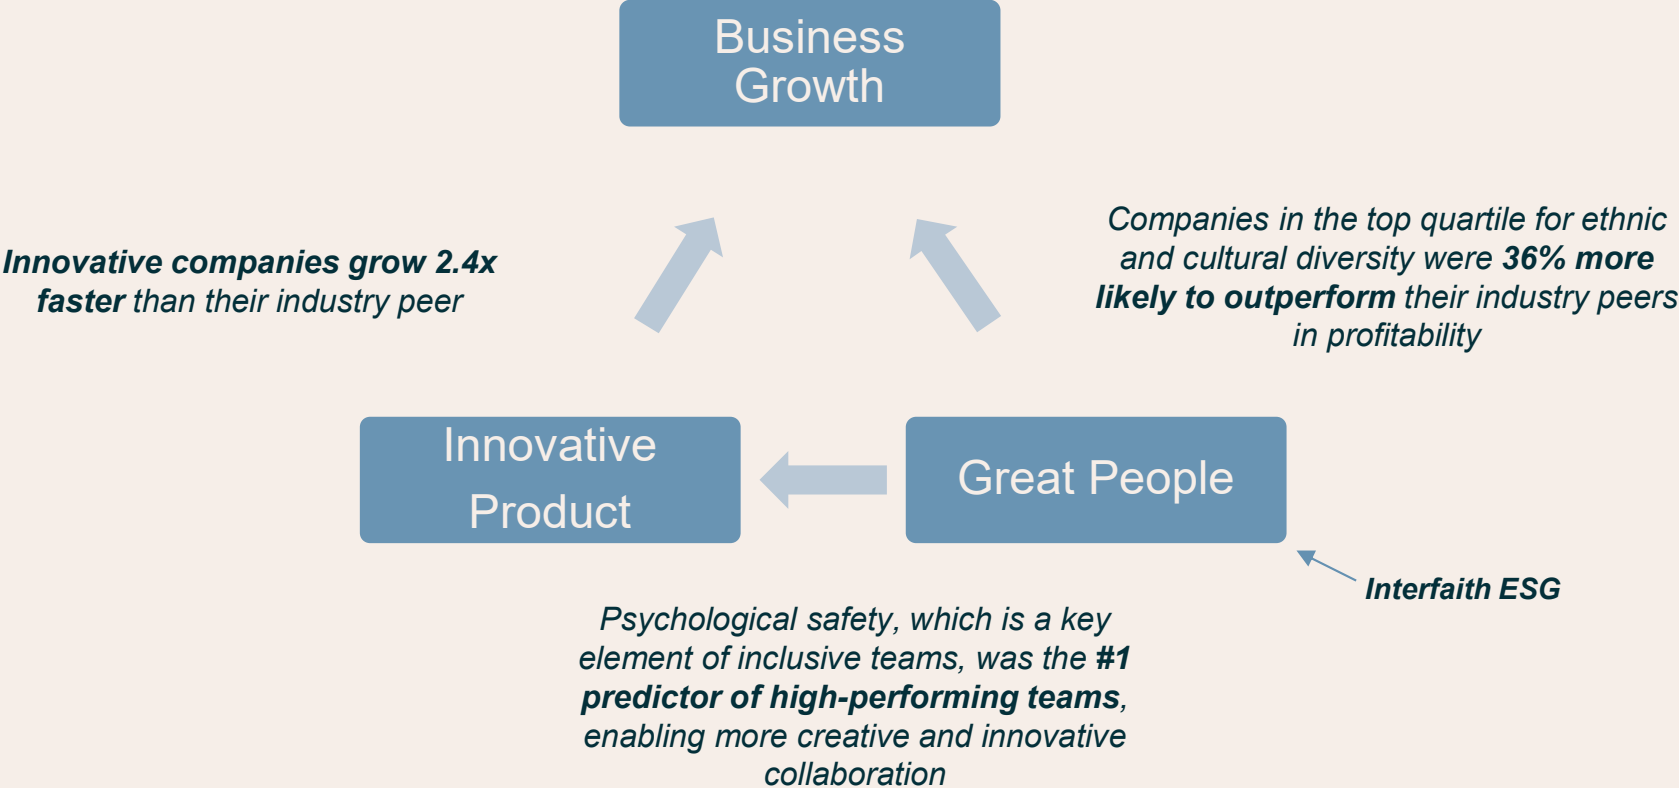 Business
Growth
Innovative companies grow 2.4x
faster than their industry peer
Companies in the top quartile for ethnic
and cultural diversity were 36% more
likely to outperform their industry peers
in profitability
Innovative
Product
Great People
Interfaith ESG
Psychological safety, which is a key
element of inclusive teams, was the #1
predictor of high-performing teams,
enabling more creative and innovative
collaboration